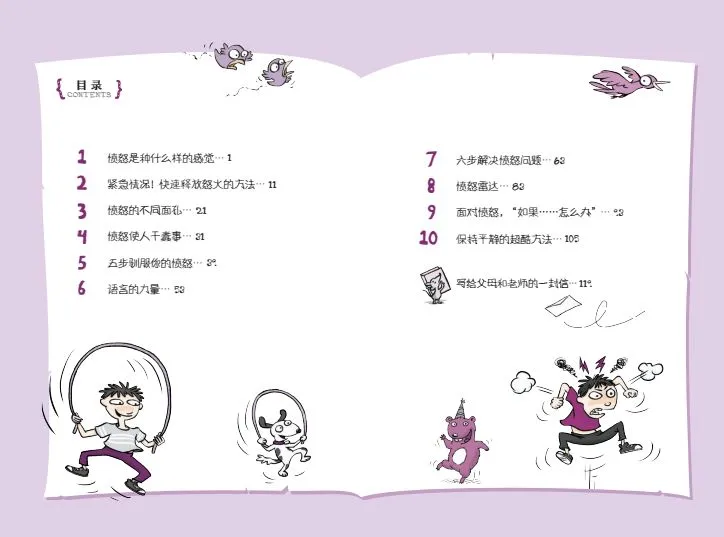 目录
CONTENTS
1 愤怒是种什么样的感觉… 1
2 紧急情况！快速释放怒火的方法… 11
3 愤怒的不同面孔… 21
4 愤怒使人干蠢事… 31
5 五步驯服你的愤怒… 39
6 语言的力量… 53
7 六步解决愤怒问题… 63
8 愤怒雷达… 83
9 面对愤怒，“如果……怎么办”… 93
10 保持平静的超酷方法… 105
写给父母和老师的一封信… 119